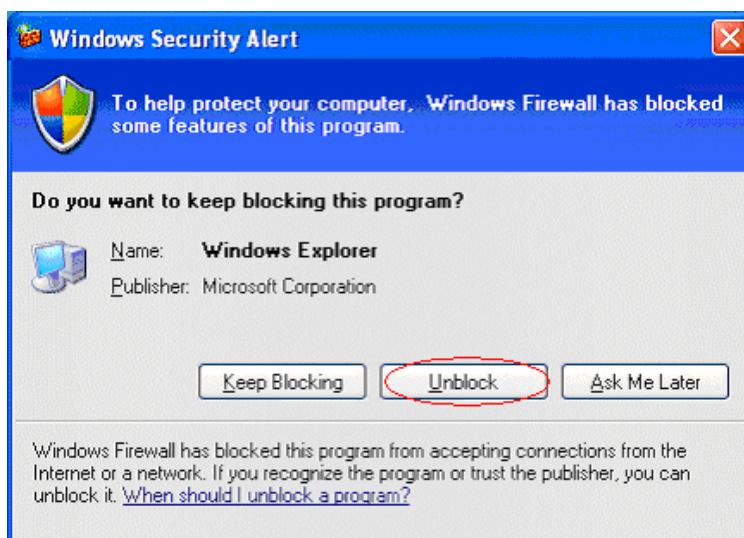 Windows Security Alert
To help protect your computer, Windows Firewall has blocked
some features of this program.
Do you want to keep blocking this program?
Name: Windows Explorer
Publisher: Microsoft Corporation
Keep Blocking Unblock Ask Me Later
Windows Firewall has blocked this program from accepting connections from the
Internet or a network. If you recognize the program or trust the publisher, you can
unblock it. When should I unblock a program?